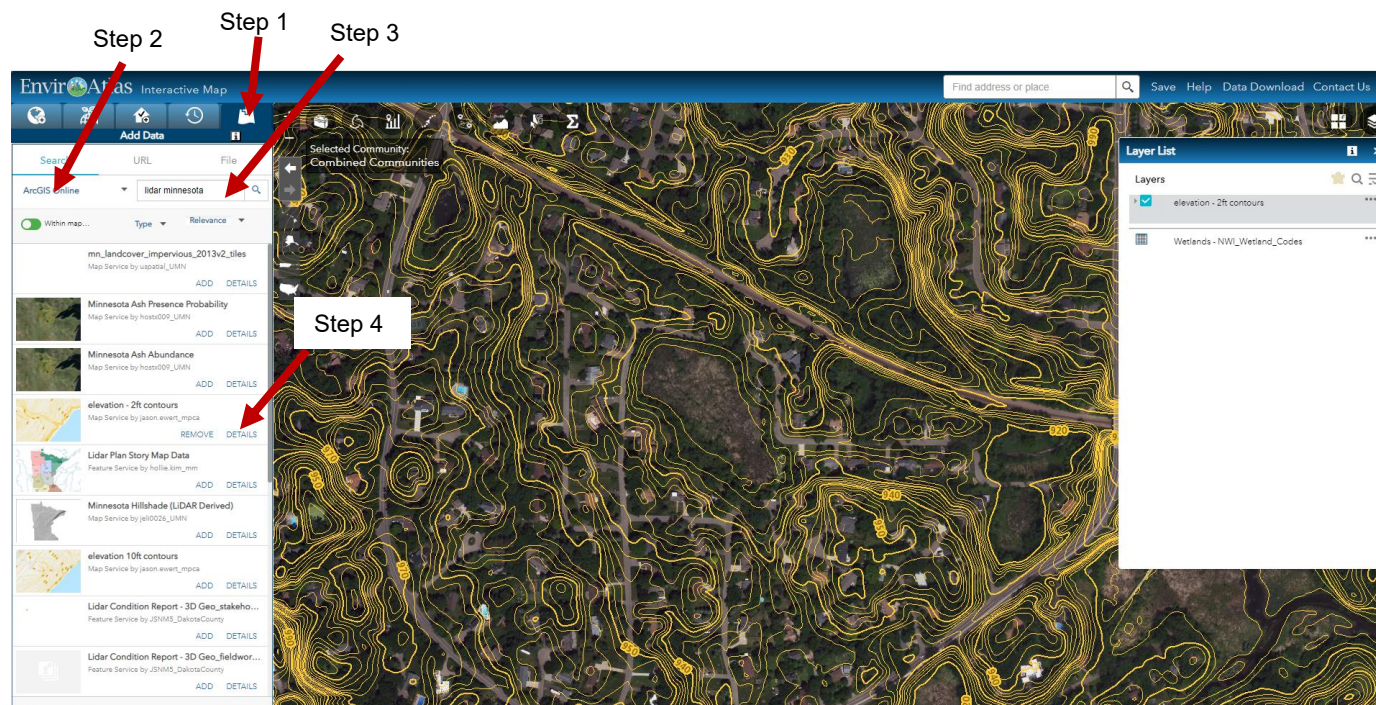 Step 1
Step 2
Step 3
EnviroAtlas Interactive Map
Find address or place
Save Help Data Download Contact Us
Add Data
Search URL File
ArcGIS Online
lidar minnesota
Within map...
Type
Relevance
mn_landcover_impervious_2013v2_tiles
Map Service by uspatial_UMN
ADD DETAILS
Minnesota Ash Presence Probability
Map Service by hostx009_UMN
ADD DETAILS
Minnesota Ash Abundance
Map Service by hostx009_UMN
ADD DETAILS
elevation - 2ft contours
Map Service by jason.ewert_mpca
REMOVE DETAILS
Lidar Plan Story Map Data
Feature Service by hollie.kim_mm
ADD DETAILS
Minnesota Hillshade (LiDAR Derived)
Map Service by jeli0026_UMN
ADD DETAILS
elevation 10ft contours
Map Service by jason.ewert_mpca
ADD DETAILS
Lidar Condition Report - 3D Geo_stakeho...
Feature Service by JSNM5_DakotaCounty
ADD DETAILS
Lidar Condition Report - 3D Geo_fieldwor...
Feature Service by JSNM5_DakotaCounty
ADD DETAILS
Step 4
Selected Community:
Combined Communities
920
920
940
940
950
940
Layer List
Layers
elevation - 2ft contours
Wetlands - NWI_Wetland_Codes